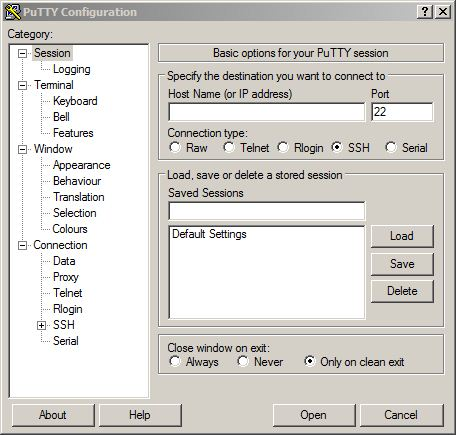 PuTTY Configuration
Category:
Session
Logging
Terminal
Keyboard
Bell
Features
Window
Appearance
Behaviour
Translation
Selection
Colours
Connection
Data
Proxy
Telnet
Rlogin
SSH
Serial
Basic options for your PuTTY session
Specify the destination you want to connect to
Host Name (or IP address) Port
22
Connection type:
Raw Telnet Rlogin SSH Serial
Load, save or delete a stored session
Saved Sessions
Default Settings
Load
Save
Delete
Close window on exit:
Always Never Only on clean exit
About Help Open Cancel